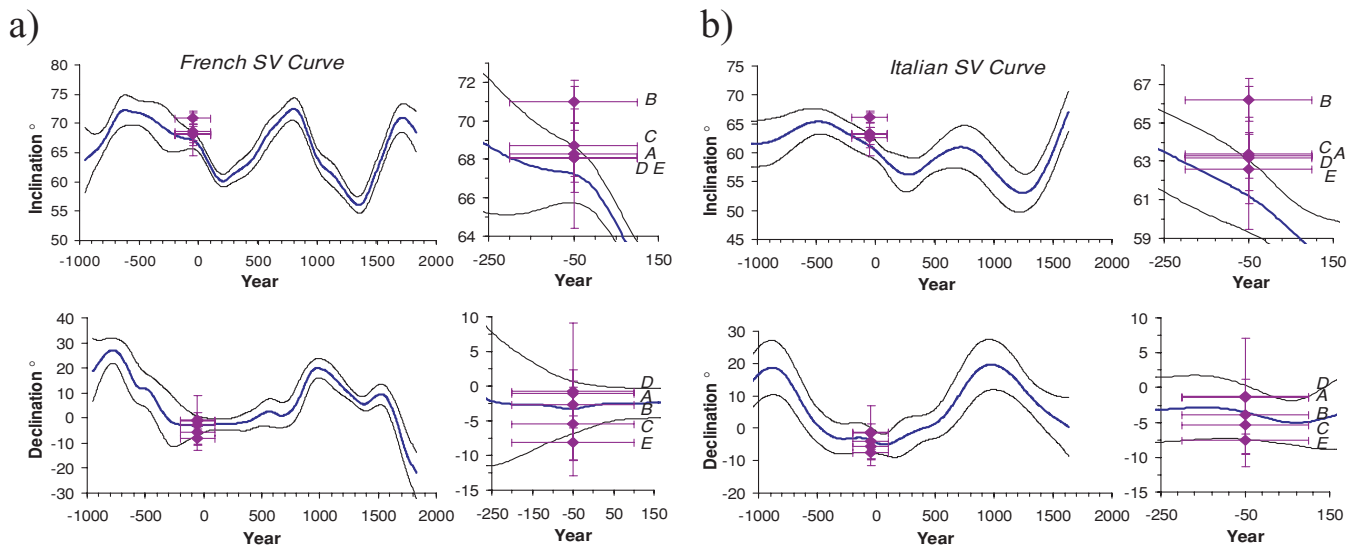 a)
French SV Curve
Inclination °
80
75
70
65
60
55
50
-1000 -500 0 500 1000 1500 2000
Year
72
70
68
66
64
-250 -50 150
Year
B
C
A
D E
Declination °
40
30
20
10
0
-10
-20
-30
-1000 -500 0 500 1000 1500 2000
Year
10
5
0
-5
-10
-15
-250 -50 150
Year
D
A
B
C
E
b)
Italian SV Curve
Inclination °
75
70
65
60
55
50
45
-1000 -500 0 500 1000 1500 2000
Year
67
65
63
61
59
-250 -50 150
Year
B
C A
D
E
Declination °
30
20
10
0
-10
-20
-1000 -500 0 500 1000 1500 2000
Year
10
5
0
-5
-10
-15
-250 -50 150
Year
D
A
B
C
E